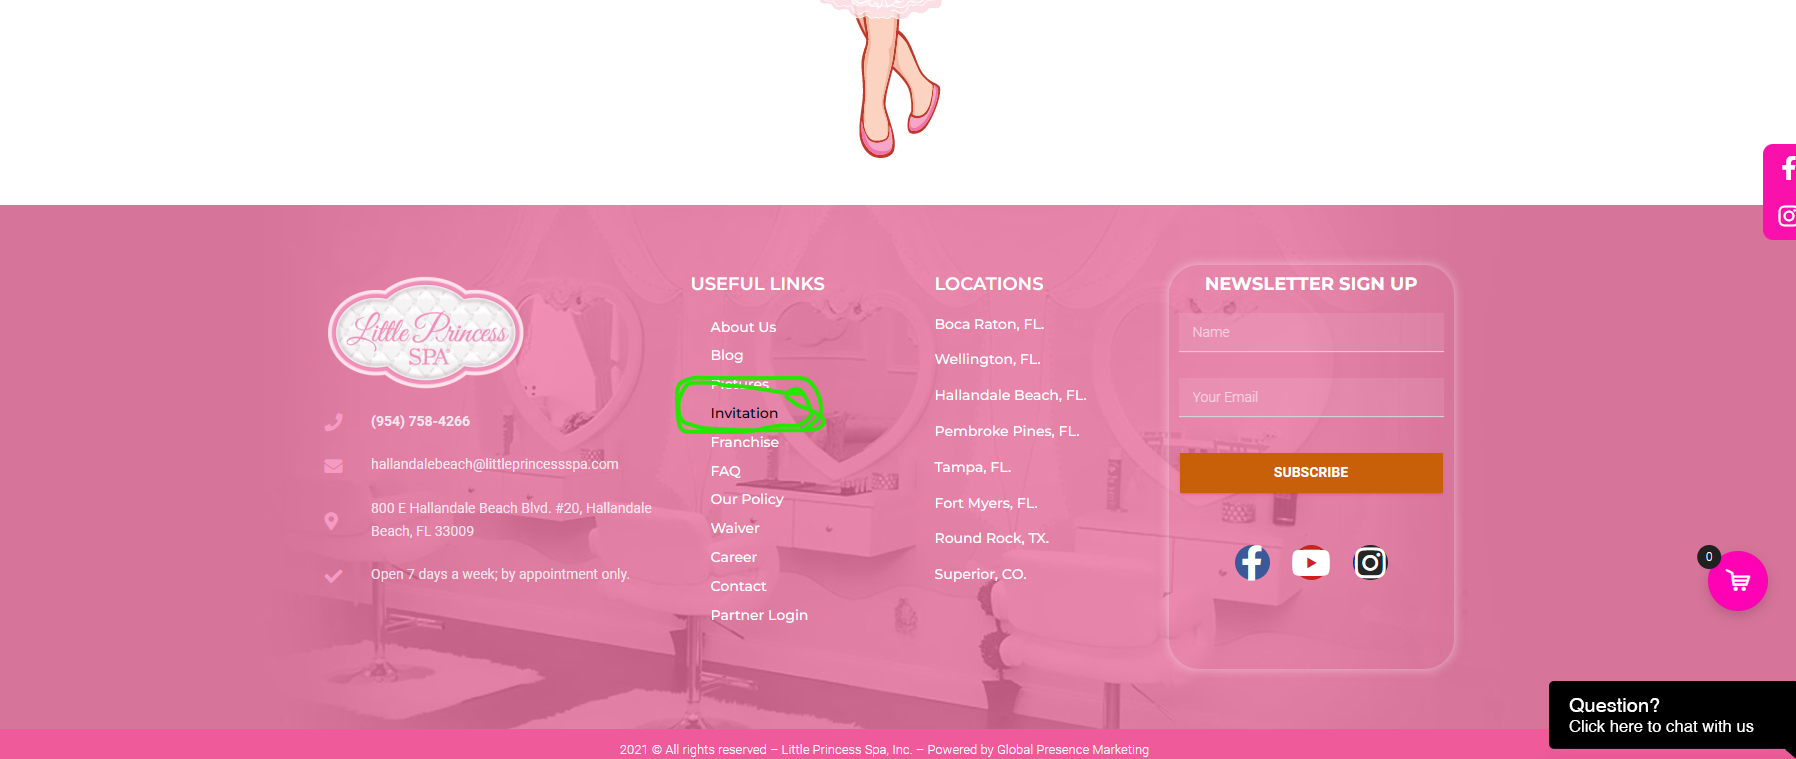 Little Princess
SPA
(954) 758-4266
hallandalebeach@littleprincessspa.com
800 E Hallandale Beach Blvd. #20, Hallandale
Beach, FL 33009
Open 7 days a week; by appointment only.
USEFUL LINKS
About Us
Blog
Pictures
Invitation
Franchise
FAQ
Our Policy
Waiver
Career
Contact
Partner Login
LOCATIONS
Boca Raton, FL.
Wellington, FL.
Hallandale Beach, FL.
Pembroke Pines, FL.
Tampa, FL.
Fort Myers, FL.
Round Rock, TX.
Superior, CO.
NEWSLETTER SIGN UP
Name
Your Email
SUBSCRIBE
0
Question?
Click here to chat with us
2021 © All rights reserved – Little Princess Spa, Inc. – Powered by Global Presence Marketing